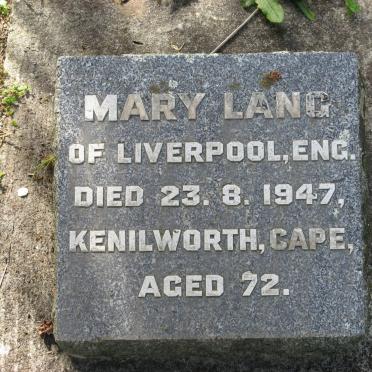 MARY LANG
OF LIVERPOOL, ENG.
DIED 23. 8. 1947,
KENILWORTH, CAPE,
AGED 72.